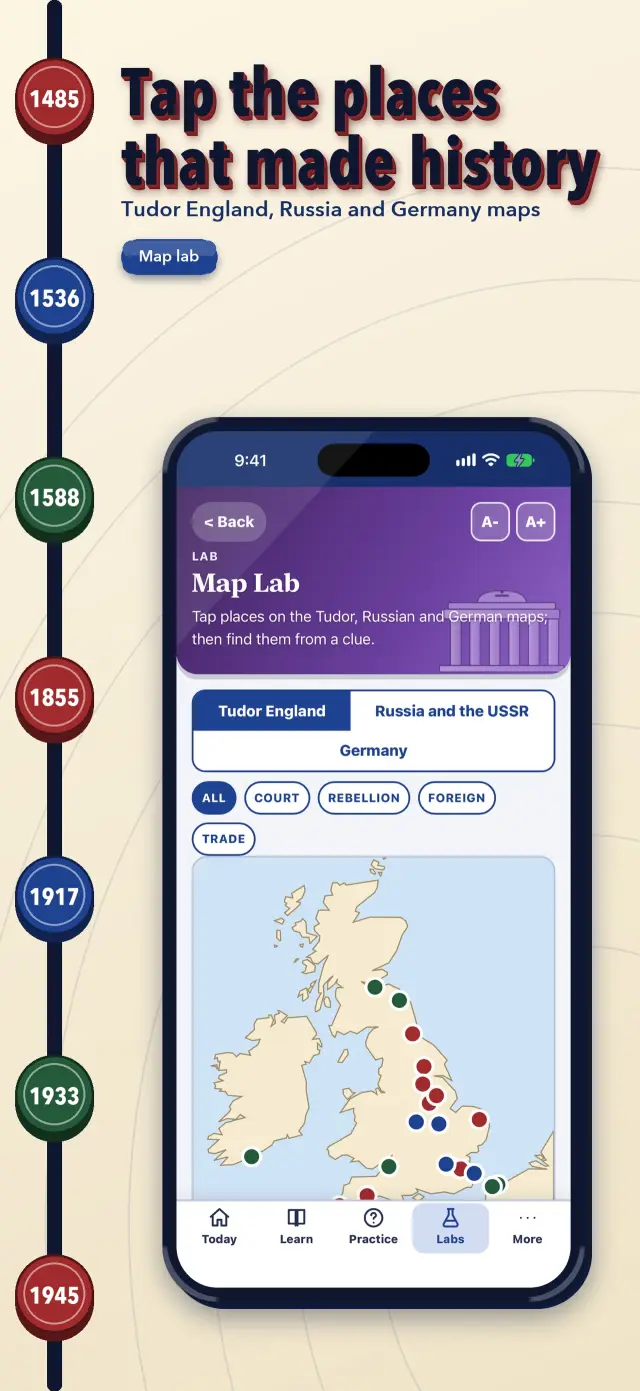 1485
Tap the places
that made history
Tudor England, Russia and Germany maps
Map lab
1536
1588
1855
1917
1933
1945
9:41
< Back
A-
A+
LAB
Map Lab
Tap places on the Tudor, Russian and German maps;
then find them from a clue.
Tudor England
Russia and the USSR
Germany
ALL
COURT
REBELLION
FOREIGN
TRADE
Today
Learn
Practice
Labs
More